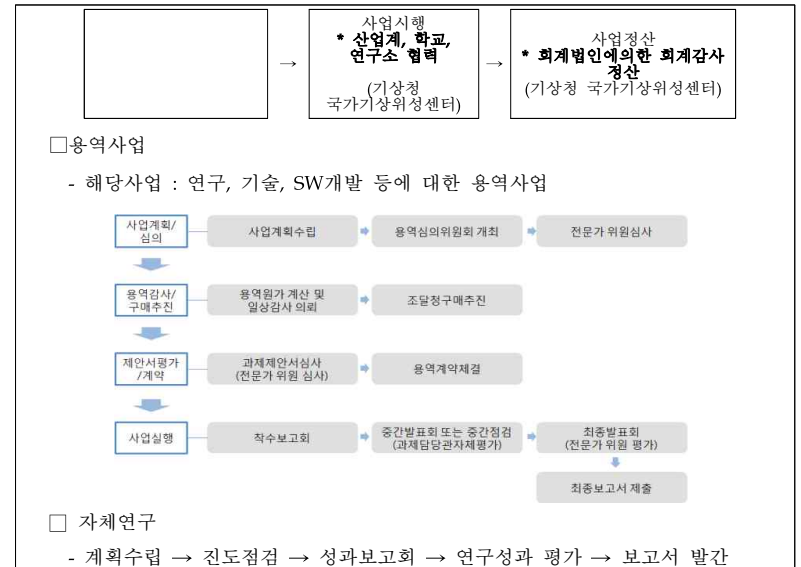 사업시행
* 산업계, 학교,
연구소 협력
(기상청
국가기상위성센터)
→
→
사업정산
* 회계법인에의한 회계감사
정산
(기상청 국가기상위성센터)
□용역사업
- 해당사업 : 연구, 기술, SW개발 등에 대한 용역사업
사업계획/
심의
사업계획수립
용역심의위원회 개최
전문가 위원심사
용역감사/
구매추진
용역원가 계산 및
일상감사 의뢰
조달청구매추진
제안서평가
/계약
과제제안서심사
(전문가 위원 심사)
용역계약체결
사업실행
착수보고회
중간발표회 또는 중간점검
(과제담당관자체평가)
최종발표회
(전문가 위원 평가)
최종보고서 제출
□ 자체연구
- 계획수립 → 진도점검 → 성과보고회 → 연구성과 평가 → 보고서 발간